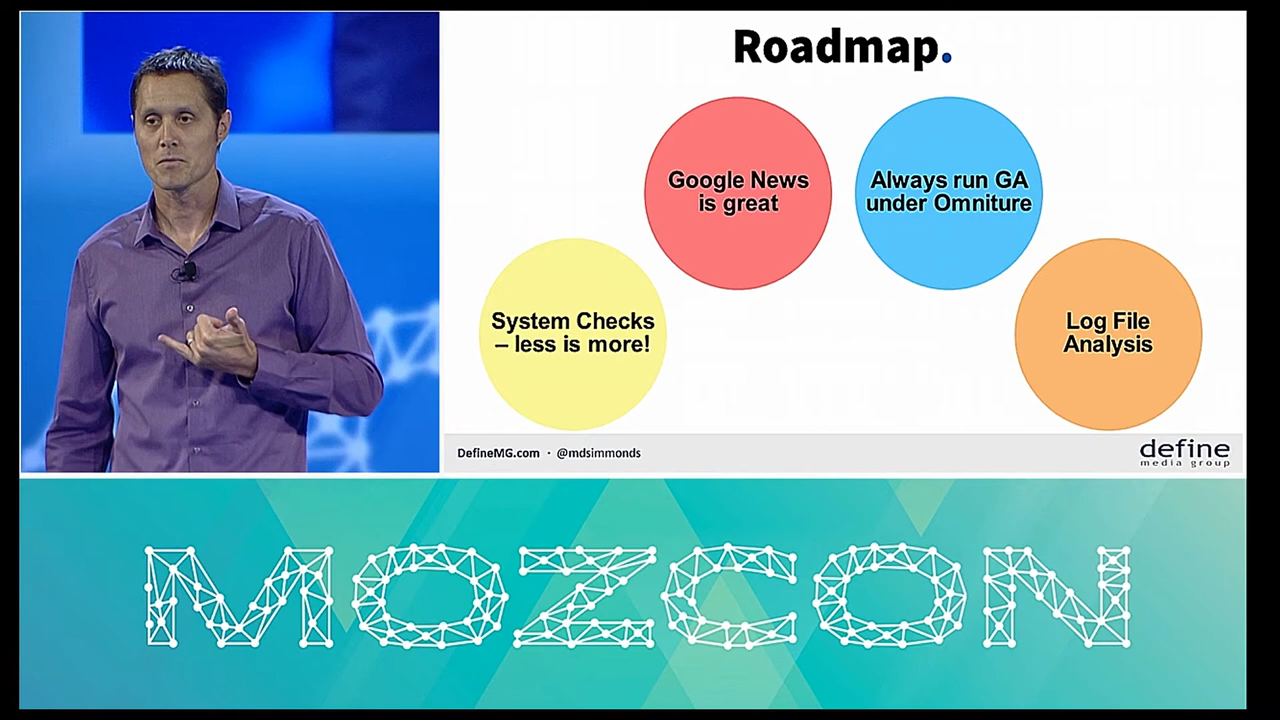 Roadmap.
Google News
is great
Always run GA
under Omniture
System Checks
– less is more!
Log File
Analysis
DefineMG.com · @mdsimmonds
define
media group
MOZCON